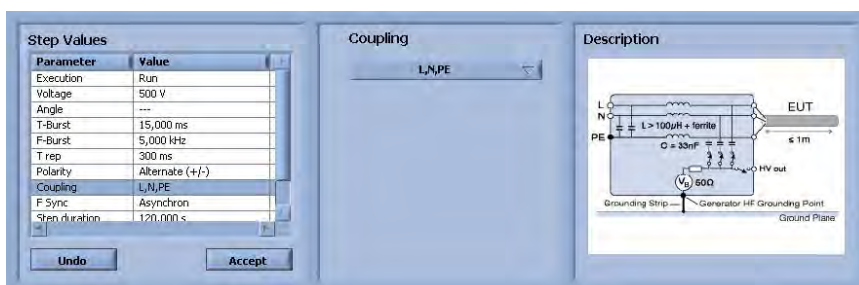 Step Values
Parameter Value
Execution Run
Voltage 500 V
Angle ---
T-Burst 15,000 ms
F-Burst 5,000 kHz
T rep 300 ms
Polarity Alternate (+/-)
Coupling L,N,PE
F Sync Asynchron
Step duration 120,000 s
Undo Accept
Coupling
L,N,PE
Description
L
N
PE
L > 100µH + ferrite
C = 33nF
EUT
≤ 1m
HV out
VB 50Ω
Grounding Strip Generator HF Grounding Point
Ground Plane